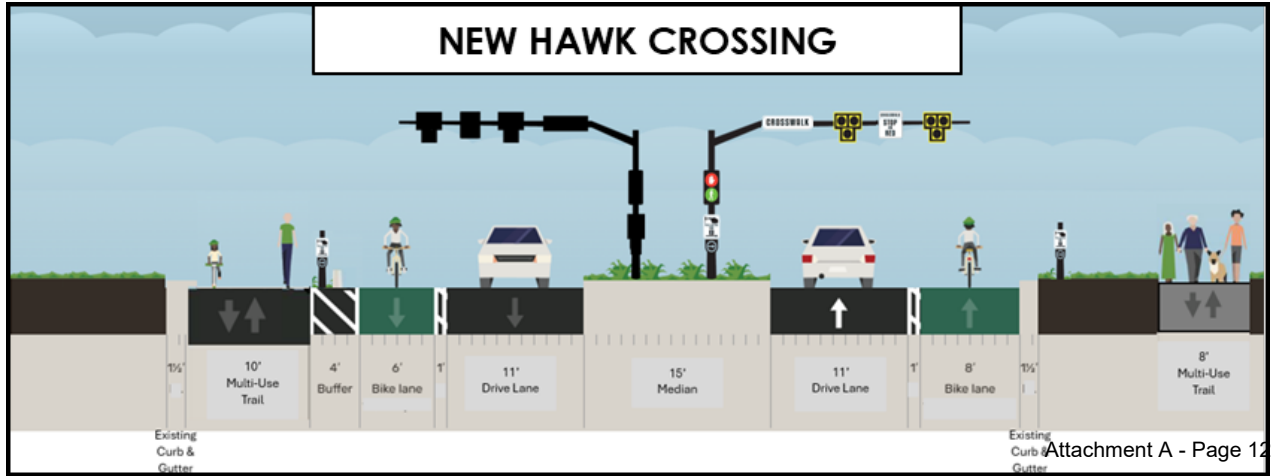 NEW HAWK CROSSING
CROSSWALK
STOP
RED
1½'
10'
Multi-Use
Trail
4'
Buffer
6'
Bike lane
1'
11'
Drive Lane
15'
Median
11'
Drive Lane
1'
8'
Bike lane
1½'
8'
Multi-Use
Trail
Existing
Curb &
Gutter
Existing
Curb &
Gutter
Attachment A - Page 12